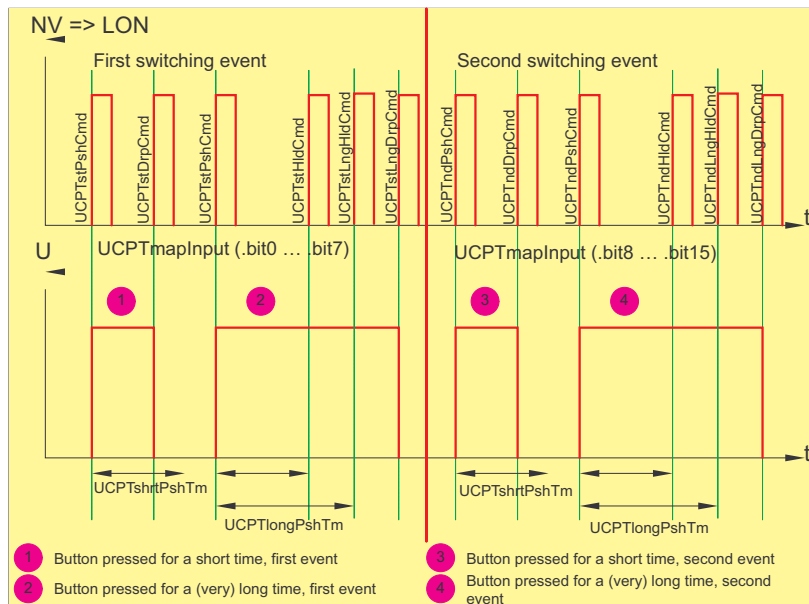 NV => LON
First switching event
Second switching event
UCPTstPshCmd
UCPTstDrpCmd
UCPTstPshCmd
UCPTstHldCmd
UCPTstLngHldCmd
UCPTstLngDrpCmd
UCPTndPshCmd
UCPTndDrpCmd
UCPTndPshCmd
UCPTndHldCmd
UCPTndLngHldCmd
UCPTndLngDrpCmd
t
U
UCPTmapInput (.bit0 … .bit7)
UCPTmapInput (.bit8 … .bit15)
1
2
3
4
t
UCPTshrtPshTm
UCPTshrtPshTm
UCPTlongPshTm
UCPTlongPshTm
1 Button pressed for a short time, first event
2 Button pressed for a (very) long time, first event
3 Button pressed for a short time, second event
4 Button pressed for a (very) long time, second
event